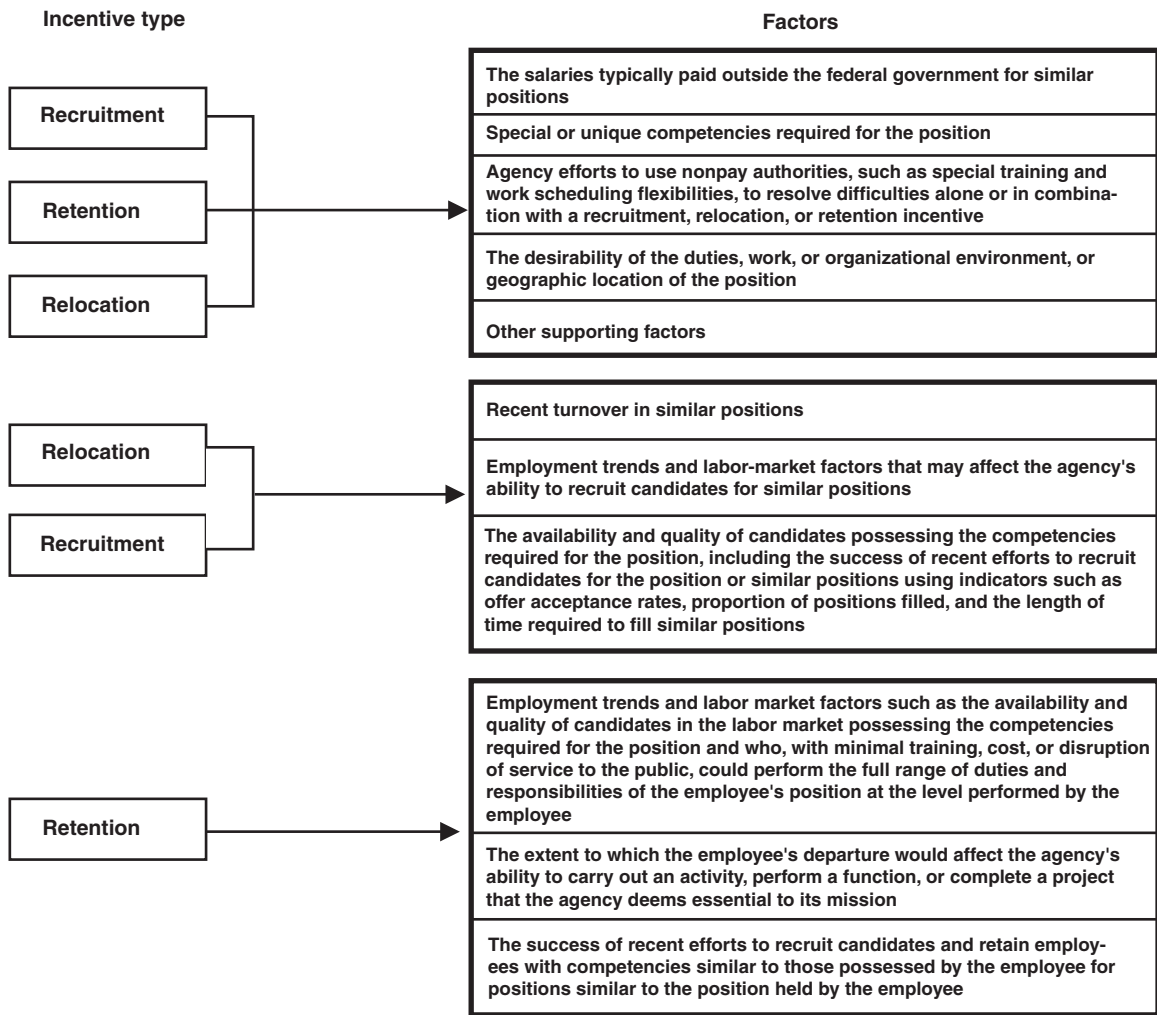 Incentive type
Factors
Recruitment
Retention
Relocation
The salaries typically paid outside the federal government for similar
positions
Special or unique competencies required for the position
Agency efforts to use nonpay authorities, such as special training and
work scheduling flexibilities, to resolve difficulties alone or in combina-
tion with a recruitment, relocation, or retention incentive
The desirability of the duties, work, or organizational environment, or
geographic location of the position
Other supporting factors
Relocation
Recruitment
Recent turnover in similar positions
Employment trends and labor-market factors that may affect the agency's
ability to recruit candidates for similar positions
The availability and quality of candidates possessing the competencies
required for the position, including the success of recent efforts to recruit
candidates for the position or similar positions using indicators such as
offer acceptance rates, proportion of positions filled, and the length of
time required to fill similar positions
Retention
Employment trends and labor market factors such as the availability and
quality of candidates in the labor market possessing the competencies
required for the position and who, with minimal training, cost, or disruption
of service to the public, could perform the full range of duties and
responsibilities of the employee's position at the level performed by the
employee
The extent to which the employee's departure would affect the agency's
ability to carry out an activity, perform a function, or complete a project
that the agency deems essential to its mission
The success of recent efforts to recruit candidates and retain employ-
ees with competencies similar to those possessed by the employee for
positions similar to the position held by the employee